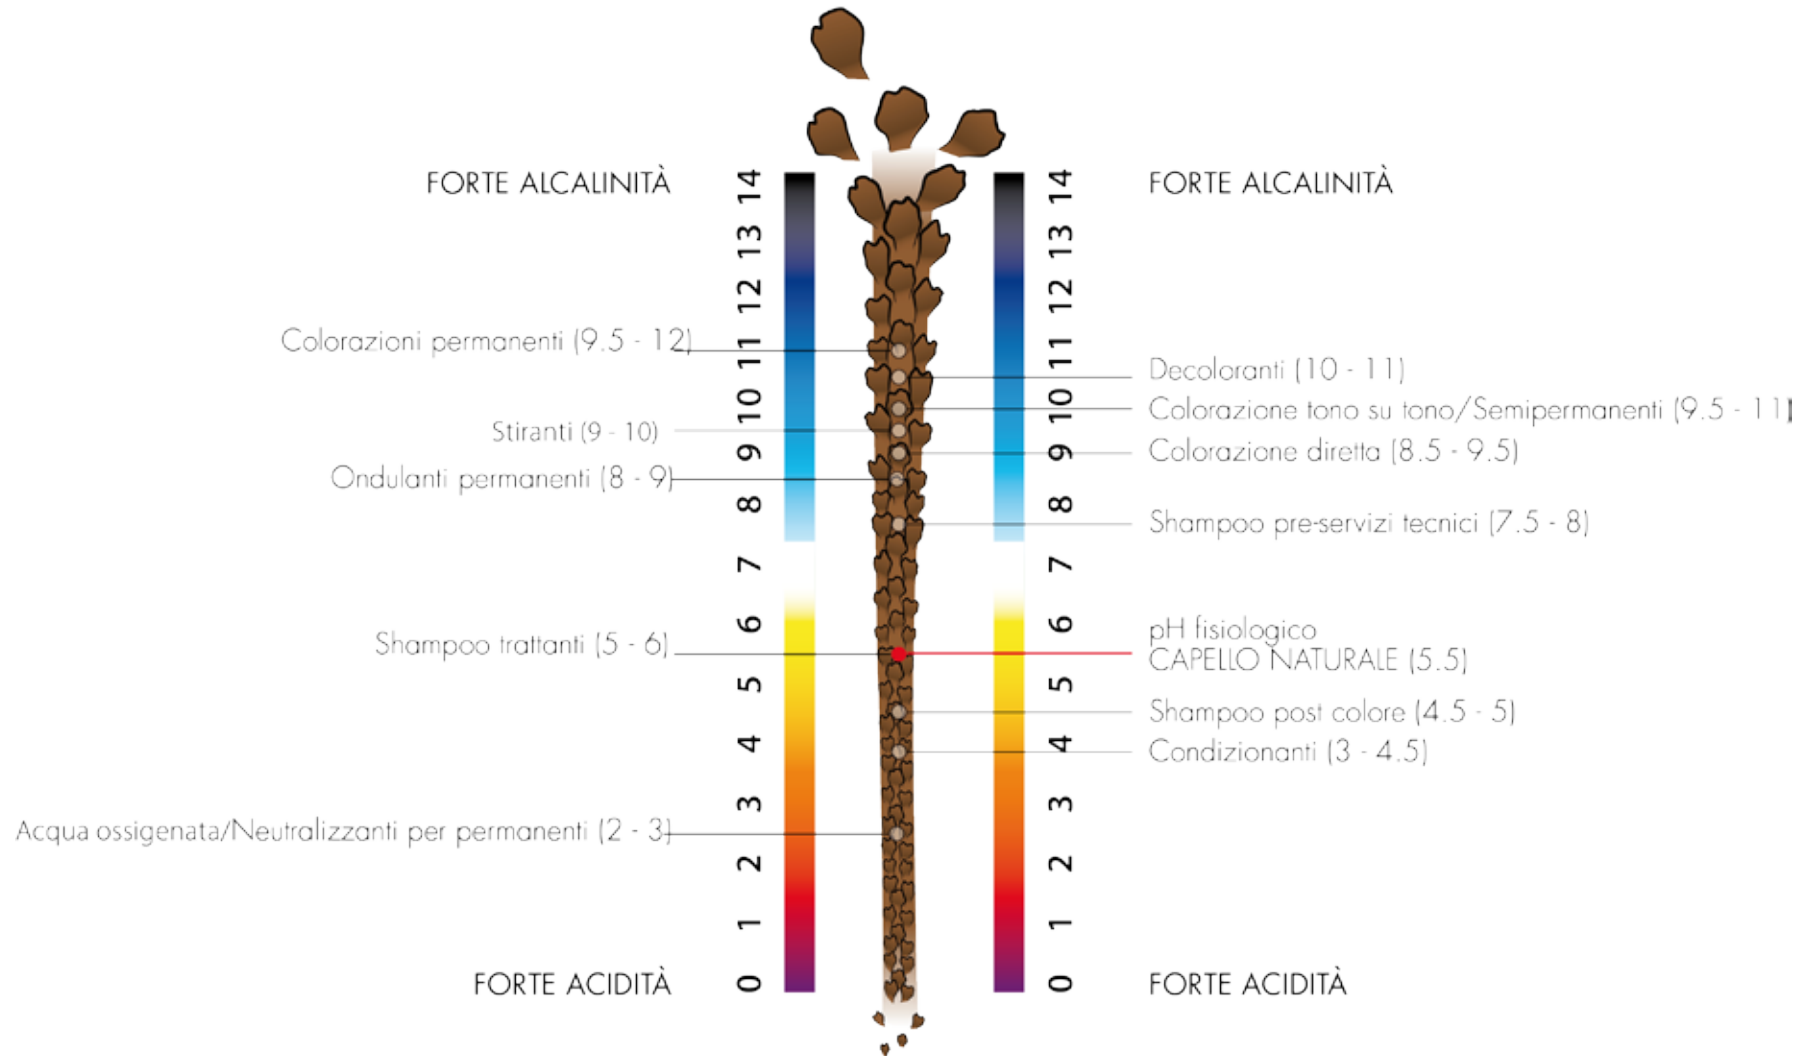 FORTE ALCALINITÀ
14
13
12
11
10
9
8
7
6
5
4
3
2
1
0
Colorazioni permanenti (9.5 - 12)
Stiranti (9 - 10)
Ondulanti permanenti (8 - 9)
Shampoo trattanti (5 - 6)
Acqua ossigenata/Neutralizzanti per permanenti (2 - 3)
FORTE ACIDITÀ
14
13
12
11
10
9
8
7
6
5
4
3
2
1
0
FORTE ALCALINITÀ
Decoloranti (10 - 11)
Colorazione tono su tono/Semipermanenti (9.5 - 11)
Colorazione diretta (8.5 - 9.5)
Shampoo pre-servizi tecnici (7.5 - 8)
pH fisiologico
CAPELLO NATURALE (5.5)
Shampoo post colore (4.5 - 5)
Condizionanti (3 - 4.5)
FORTE ACIDITÀ